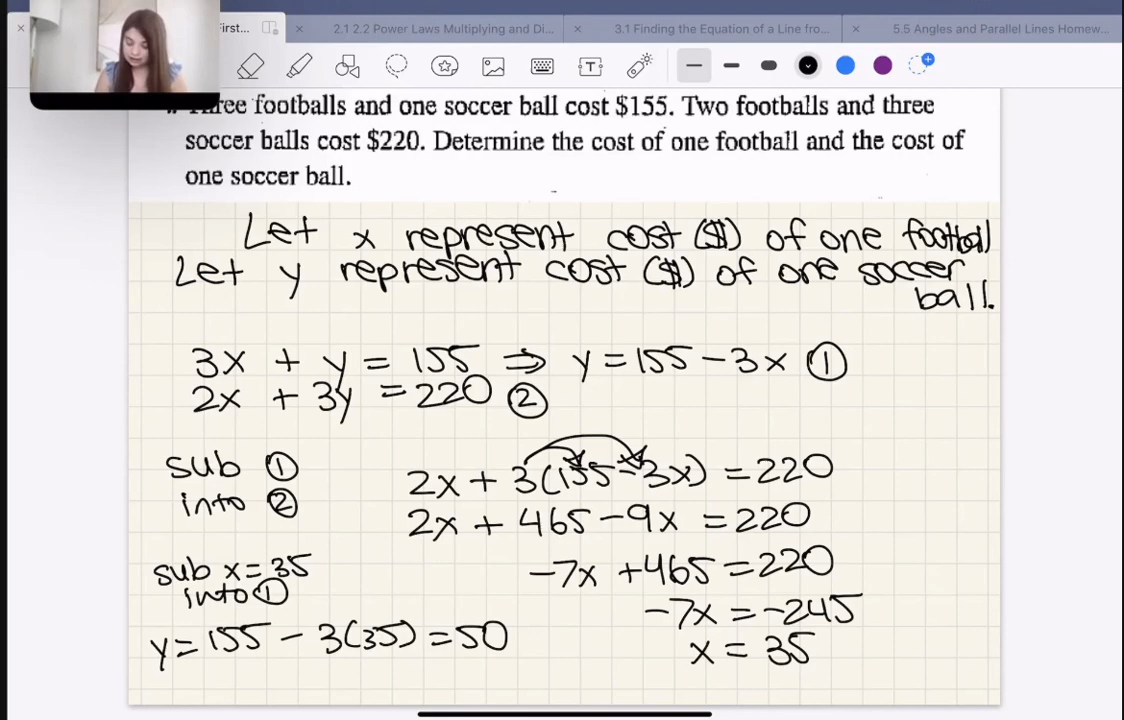 First...
2.1 2.2 Power Laws Multiplying and Di...
3.1 Finding the Equation of a Line fro...
5.5 Angles and Parallel Lines Homew...
Three footballs and one soccer ball cost $155. Two footballs and three
soccer balls cost $220. Determine the cost of one football and the cost of
one soccer ball.
Let x represent cost ($) of one football
Let y represent cost ($) of one soccer
ball.
3x + y = 155 ⇒ y = 155 - 3x ①
2x + 3y = 220 ②
sub ①
into ②
2x + 3(155 - 3x) = 220
2x + 465 - 9x = 220
-7x + 465 = 220
-7x = -245
x = 35
sub x = 35
into ①
y = 155 - 3(35) = 50